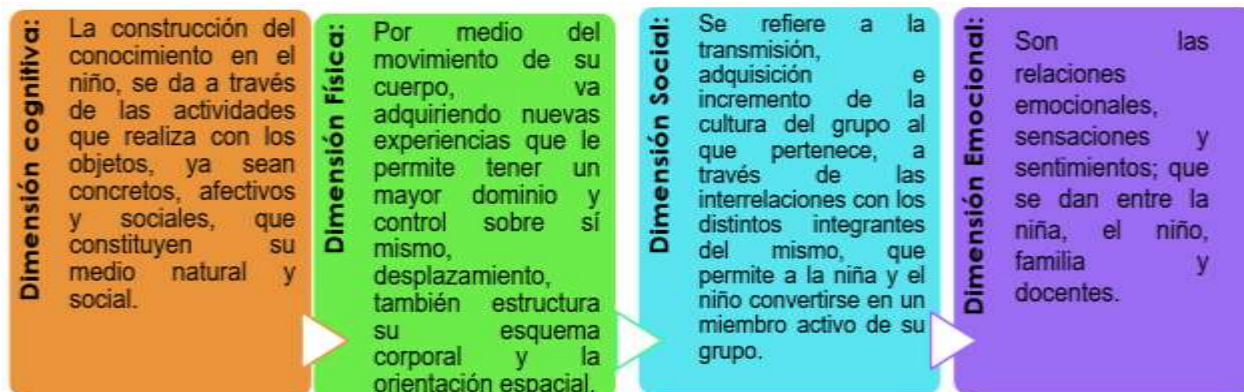 Dimensión cognitiva:
La construcción del
conocimiento en el
niño, se da a través
de las actividades
que realiza con los
objetos, ya sean
concretos, afectivos
y sociales, que
constituyen su
medio natural y
social.
Dimensión Física:
Por medio del
movimiento de su
cuerpo, va
adquiriendo nuevas
experiencias que le
permite tener un
mayor dominio y
control sobre sí
mismo,
desplazamiento,
también estructura
su esquema
corporal y la
orientación espacial.
Dimensión Social:
Se refiere a la
transmisión,
adquisición e
incremento de la
cultura del grupo al
que pertenece, a
través de las
interrelaciones con los
distintos integrantes
del mismo, que
permite a la niña y el
niño convertirse en un
miembro activo de su
grupo.
Dimensión Emocional:
Son las
relaciones
emocionales,
sensaciones y
sentimientos; que
se dan entre la
niña, el niño,
familia y
docentes.